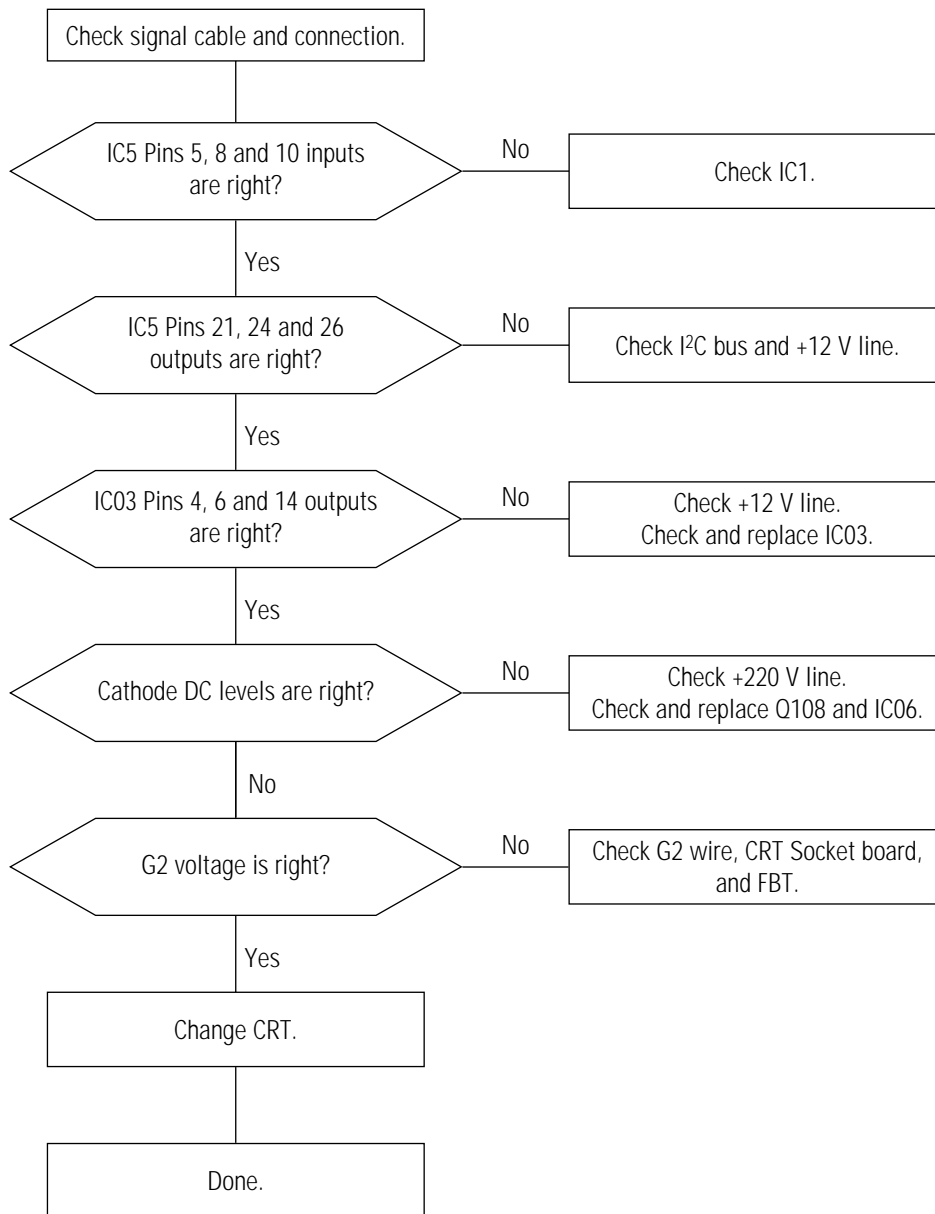 Check signal cable and connection.
IC5 Pins 5, 8 and 10 inputs
are right?
No
Check IC1.
Yes
IC5 Pins 21, 24 and 26
outputs are right?
No
Check I²C bus and +12 V line.
Yes
IC03 Pins 4, 6 and 14 outputs
are right?
No
Check +12 V line.
Check and replace IC03.
Yes
Cathode DC levels are right?
No
Check +220 V line.
Check and replace Q108 and IC06.
No
G2 voltage is right?
No
Check G2 wire, CRT Socket board,
and FBT.
Yes
Change CRT.
Done.